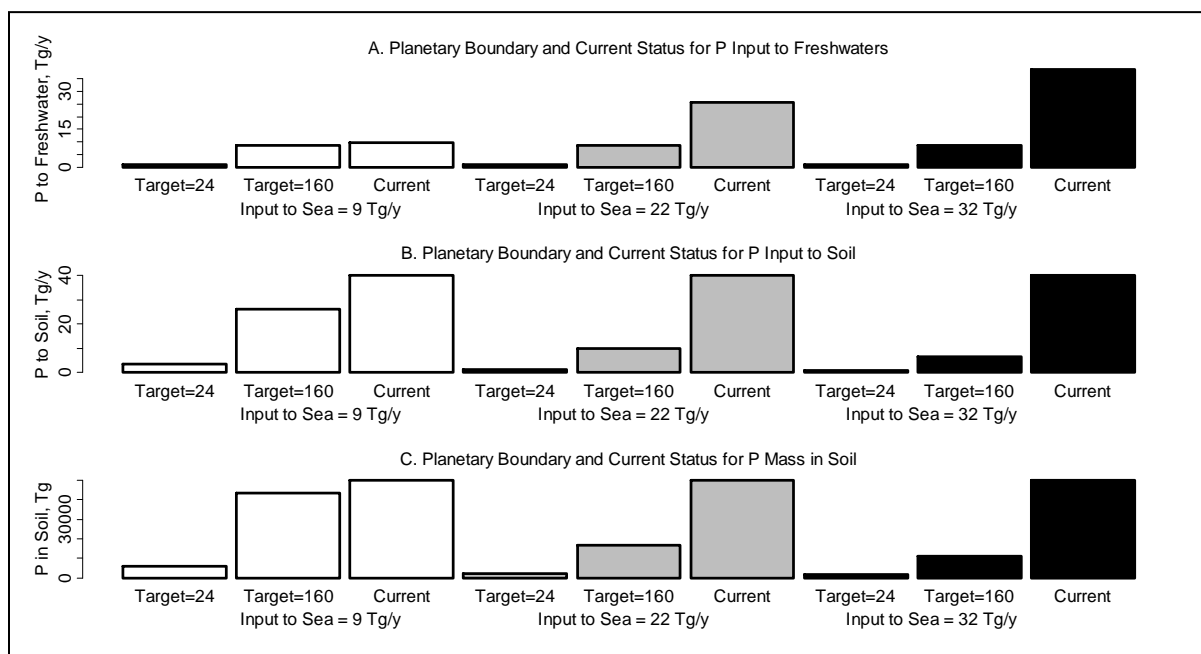 A. Planetary Boundary and Current Status for P Input to Freshwaters
P to Freshwater, Tg/y
30
15
0
Target=24 Target=160 Current Target=24 Target=160 Current Target=24 Target=160 Current
Input to Sea = 9 Tg/y Input to Sea = 22 Tg/y Input to Sea = 32 Tg/y
B. Planetary Boundary and Current Status for P Input to Soil
P to Soil, Tg/y
40
20
0
Target=24 Target=160 Current Target=24 Target=160 Current Target=24 Target=160 Current
Input to Sea = 9 Tg/y Input to Sea = 22 Tg/y Input to Sea = 32 Tg/y
C. Planetary Boundary and Current Status for P Mass in Soil
P in Soil, Tg
30000
0
Target=24 Target=160 Current Target=24 Target=160 Current Target=24 Target=160 Current
Input to Sea = 9 Tg/y Input to Sea = 22 Tg/y Input to Sea = 32 Tg/y